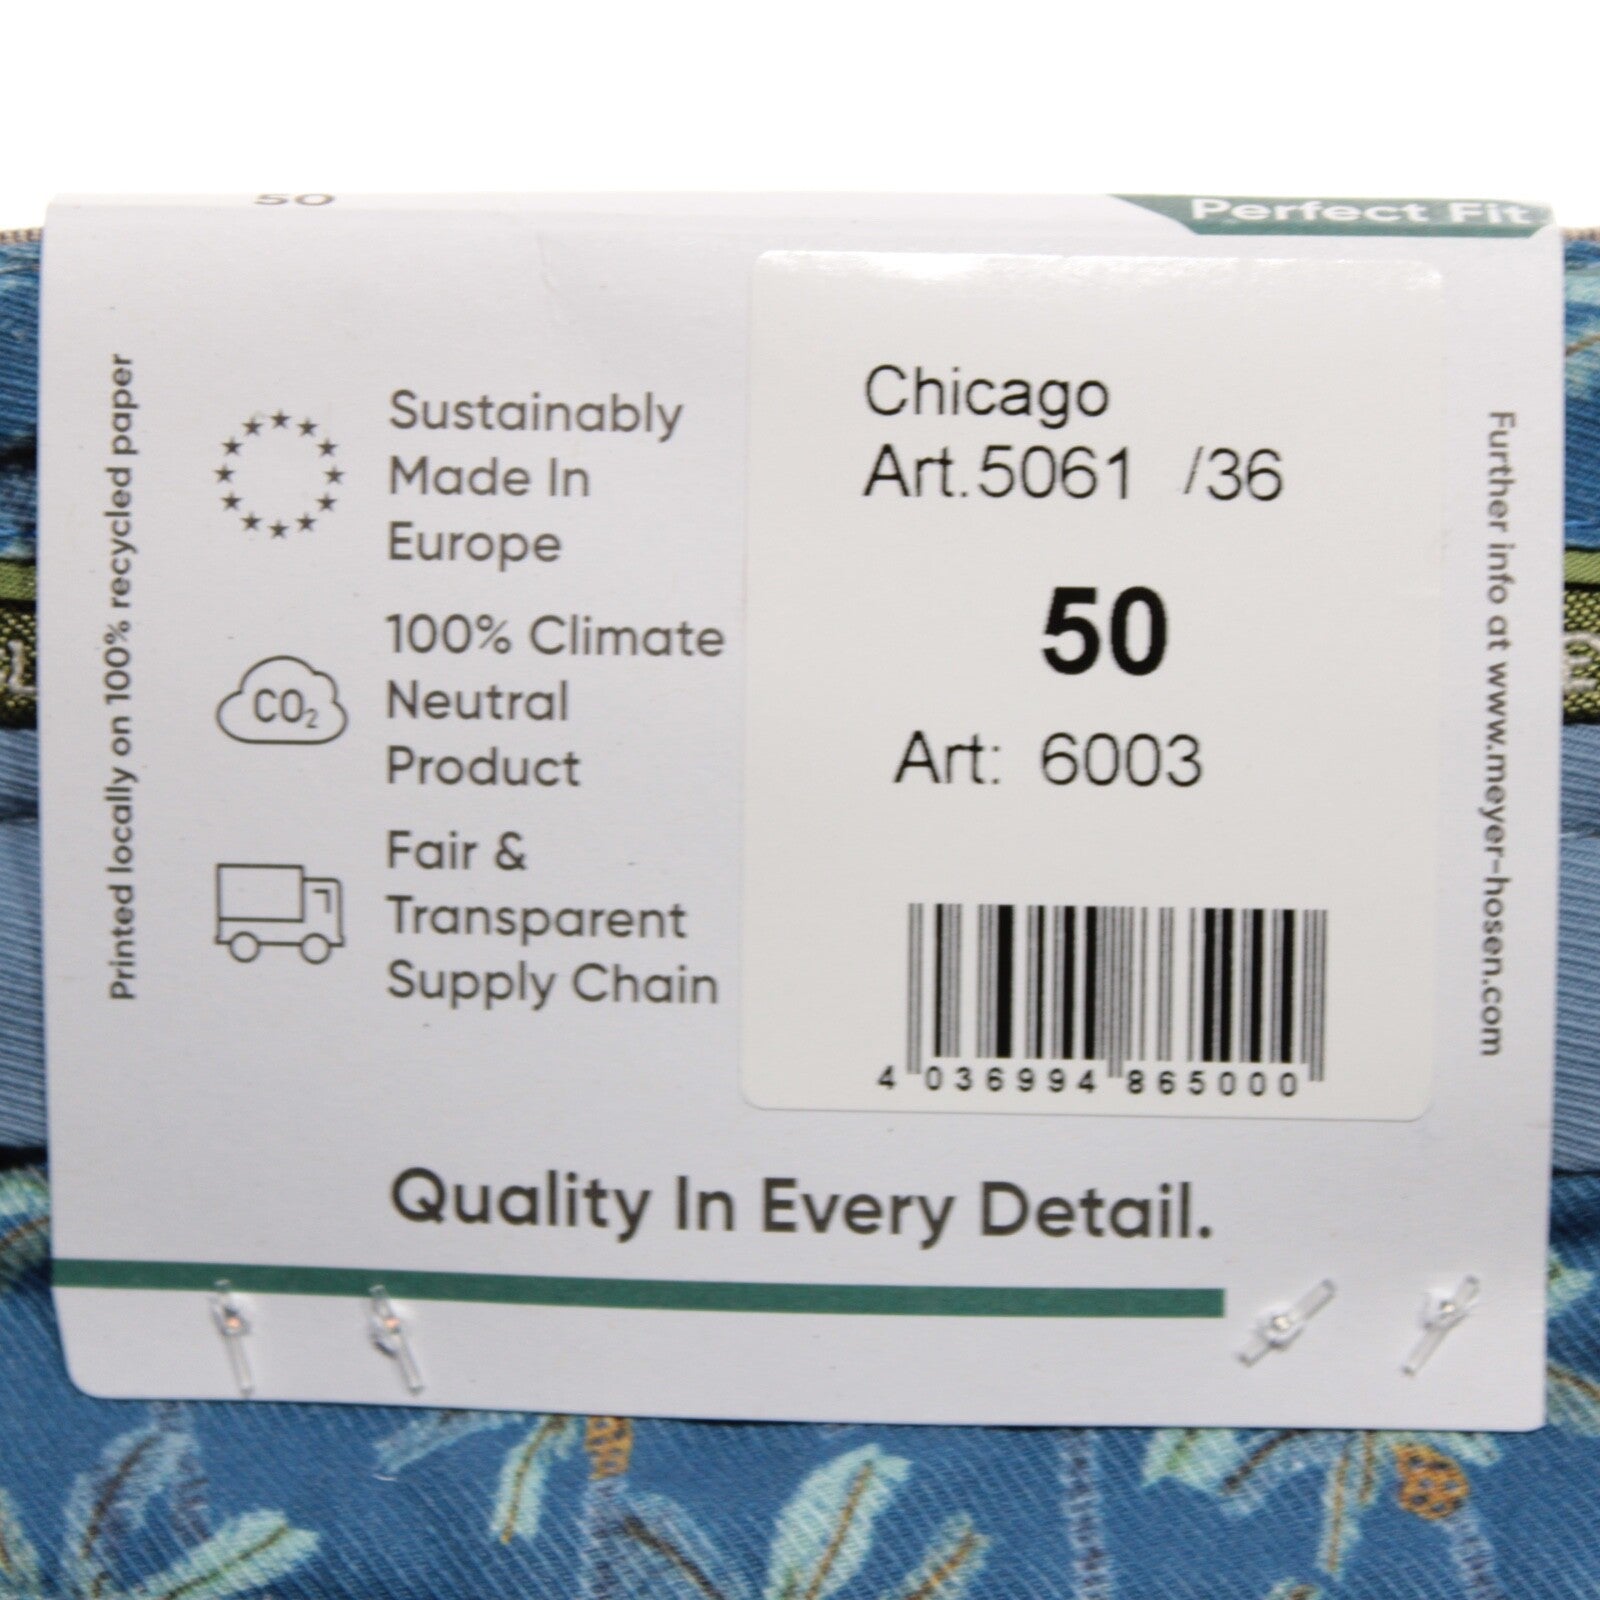 50
Perfect Fit
Printed locally on 100% recycled paper
Sustainably
Made In
Europe
CO₂
100% Climate
Neutral
Product
Fair &
Transparent
Supply Chain
Chicago
Art.5061 /36
50
Art: 6003
4 036994 865000
Further info at www.meyer-hosen.com
Quality In Every Detail.